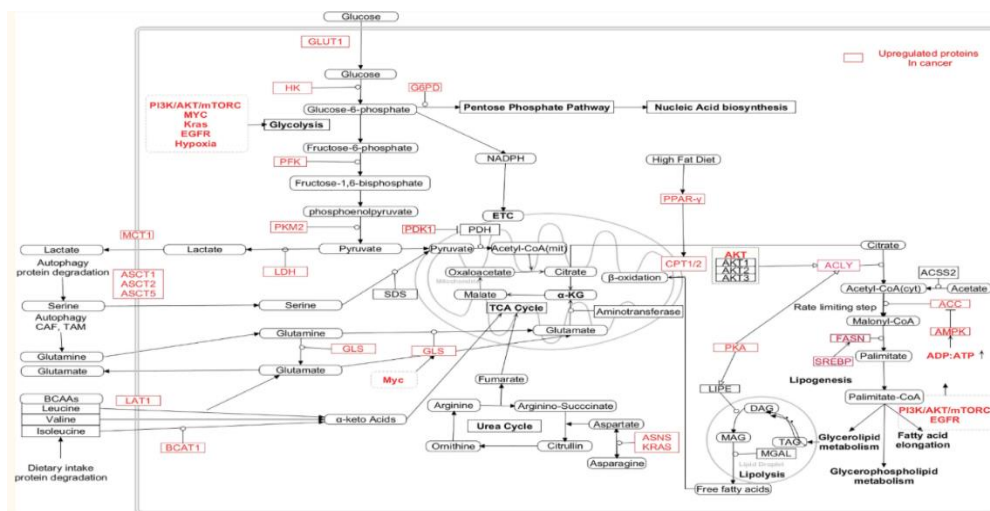 Glucose
GLUT1
Upregulated proteins
In cancer
Glucose
HK
G6PD
PI3K/AKT/mTORC
MYC
Kras
EGFR
Hypoxia
Glycolysis
Glucose-6-phosphate
Pentose Phosphate Pathway
Nucleic Acid biosynthesis
Fructose-6-phosphate
PFK
NADPH
High Fat Diet
Fructose-1,6-bisphosphate
PPAR-γ
phosphoenolpyruvate
ETC
PKM2
PDK1
PDH
MCT1
Lactate
Lactate
Pyruvate
Pyruvate
Acetyl-CoA(mit)
Citrate
Autophagy
protein degradation
ASCT1
ASCT2
ASCT5
LDH
Oxaloacetate
Citrate
CPT1/2
β-oxidation
AKT
AKT1
AKT2
AKT3
ACLY
ACSS2
SDS
Malate
α-KG
Acetyl-CoA(cyt)
Acetate
Serine
Serine
TCA Cycle
Aminotransferase
Rate limiting step
ACC
Autophagy
CAF, TAM
Glutamine
Glutamate
Malonyl-CoA
AMPK
Glutamine
GLS
GLS
PKA
FASN
SREBP
Palimitate
ADP:ATP ↑
Glutamate
Glutamate
Myc
Fumarate
LIPE
Lipogenesis
BCAAs
Leucine
Valine
Isoleucine
LAT1
α-keto Acids
Arginine
Arginino-Succcinate
Palimitate-CoA
PI3K/AKT/mTORC
EGFR
Urea Cycle
Aspartate
DAG
MAG
TAG
MGAL
Lipid Droplet
Lipolysis
Glycerolipid
metabolism
Fatty acid
elongation
BCAT1
Ornithine
Citrullin
ASNS
KRAS
Asparagine
Dietary intake
protein degradation
Glycerophospholipid
metabolism
Free fatty acids